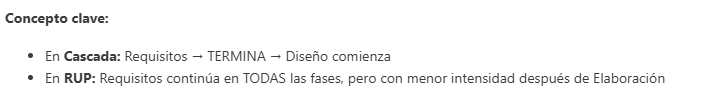 Concepto clave:
• En Cascada: Requisitos → TERMINA → Diseño comienza
• En RUP: Requisitos continúa en TODAS las fases, pero con menor intensidad después de Elaboración